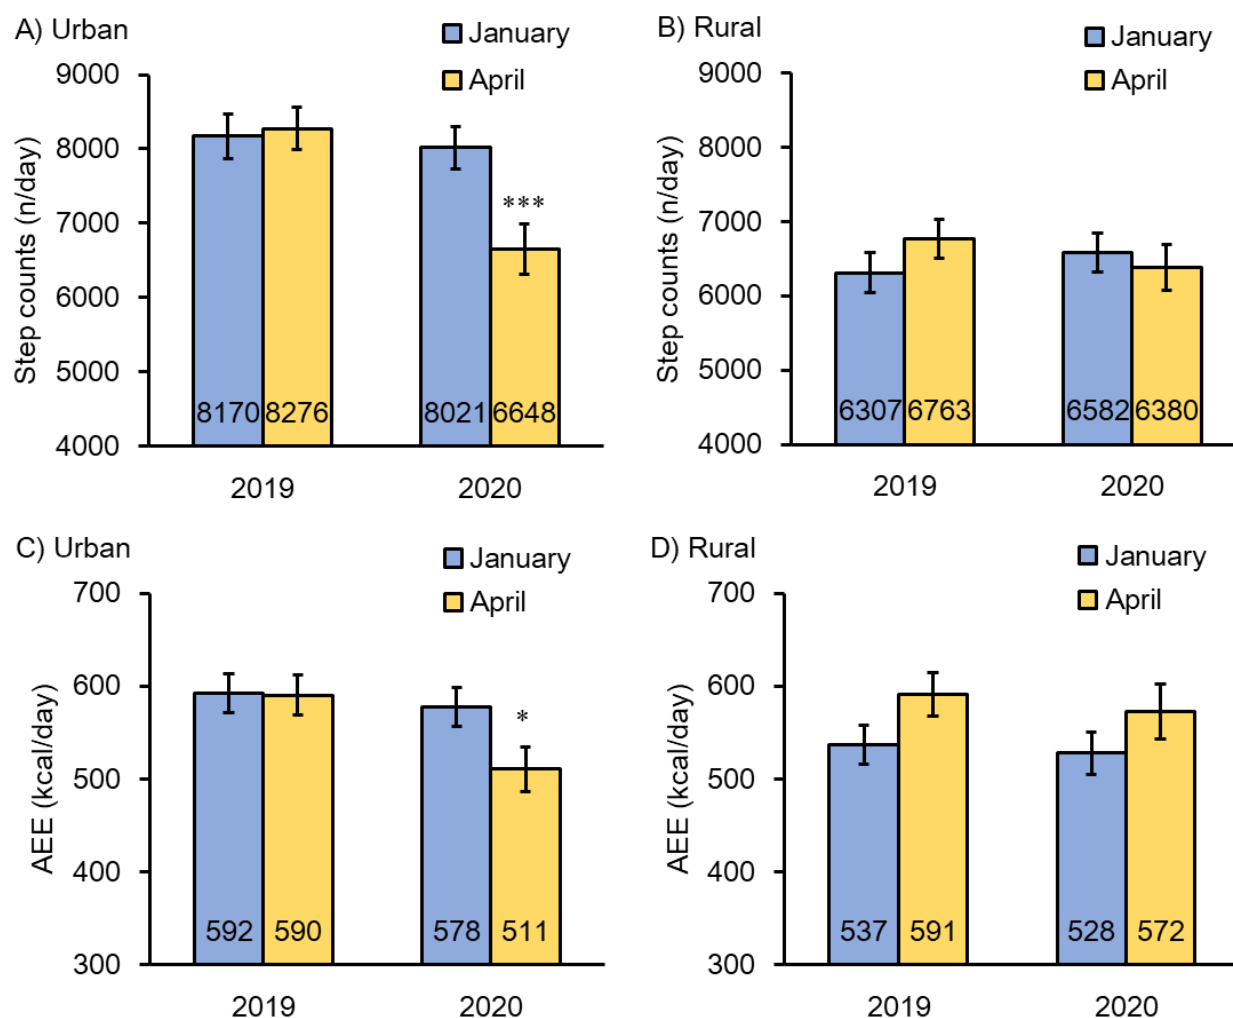 A) Urban
January
April
Step counts (n/day)
9000
8000
7000
6000
5000
4000
***
8170 8276 8021 6648
2019 2020
B) Rural
January
April
Step counts (n/day)
9000
8000
7000
6000
5000
4000
6307 6763 6582 6380
2019 2020
C) Urban
January
April
AEE (kcal/day)
700
600
500
400
300
*
592 590 578 511
2019 2020
D) Rural
January
April
AEE (kcal/day)
700
600
500
400
300
537 591 528 572
2019 2020